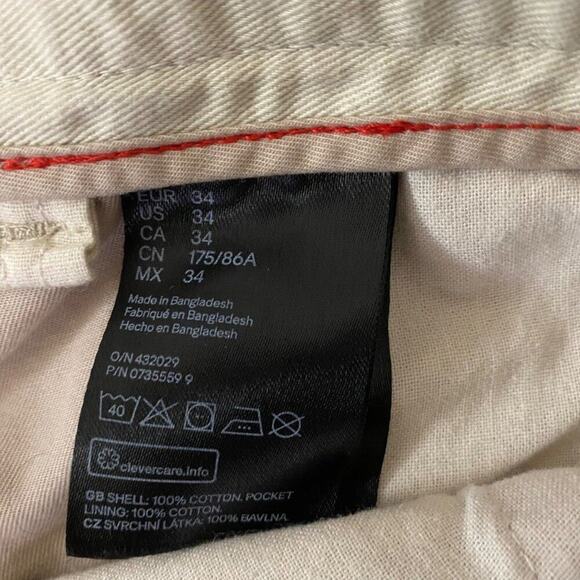 EUR 34
US 34
CA 34
CN 175/86A
MX 34
Made in Bangladesh
Fabriqué en Bangladesh
Hecho en Bangladesh
O/N 432029
P/N 0735559 9
40
clevercare.info
GB SHELL: 100% COTTON. POCKET
LINING: 100% COTTON.
CZ SVRCHNÍ LÁTKA: 100% BAVLNA